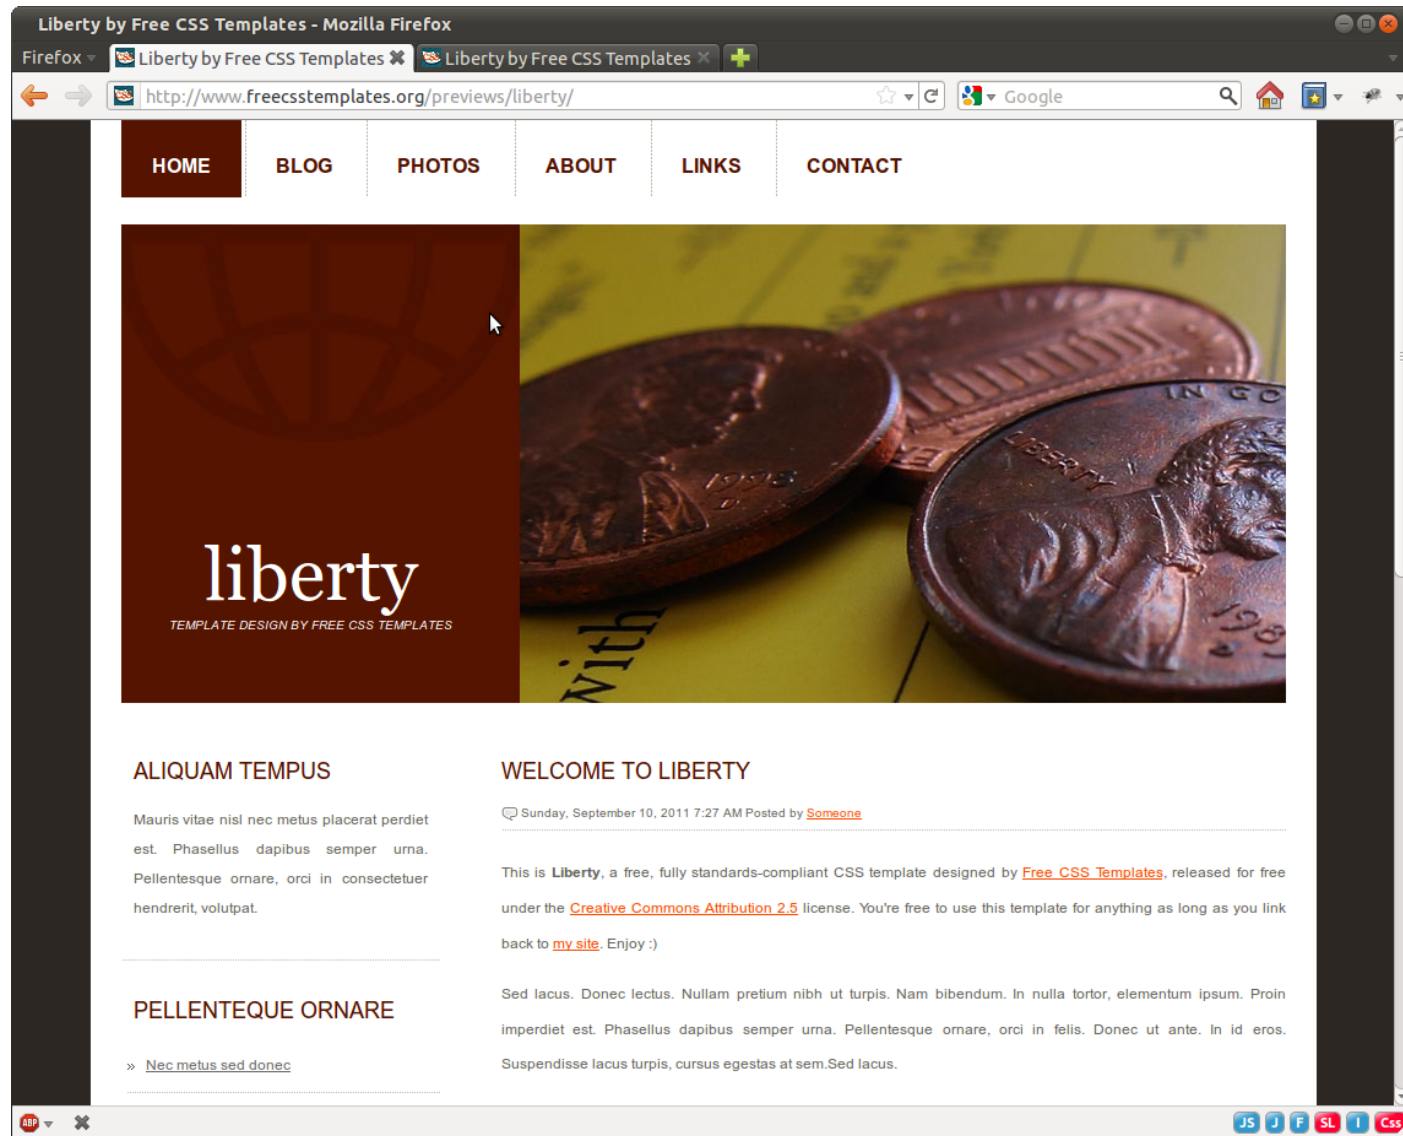 Liberty by Free CSS Templates - Mozilla Firefox
Firefox
Liberty by Free CSS Templates
Liberty by Free CSS Templates
http://www.freecsstemplates.org/previews/liberty/
Google
HOME
BLOG
PHOTOS
ABOUT
LINKS
CONTACT
IN GO
LIBERTY
1998
D
198
with
liberty
TEMPLATE DESIGN BY FREE CSS TEMPLATES
ALIQUAM TEMPUS
Mauris vitae nisl nec metus placerat perdiet
est. Phasellus dapibus semper urna.
Pellentesque ornare, orci in consectetuer
hendrerit, volutpat.
PELLENTEQUE ORNARE
» Nec metus sed donec
WELCOME TO LIBERTY
Sunday, September 10, 2011 7:27 AM Posted by Someone
This is Liberty, a free, fully standards-compliant CSS template designed by Free CSS Templates, released for free
under the Creative Commons Attribution 2.5 license. You're free to use this template for anything as long as you link
back to my site. Enjoy :)
Sed lacus. Donec lectus. Nullam pretium nibh ut turpis. Nam bibendum. In nulla tortor, elementum ipsum. Proin
imperdiet est. Phasellus dapibus semper urna. Pellentesque ornare, orci in felis. Donec ut ante. In id eros.
Suspendisse lacus turpis, cursus egestas at sem.Sed lacus.
ABP
JS J F SL I Css